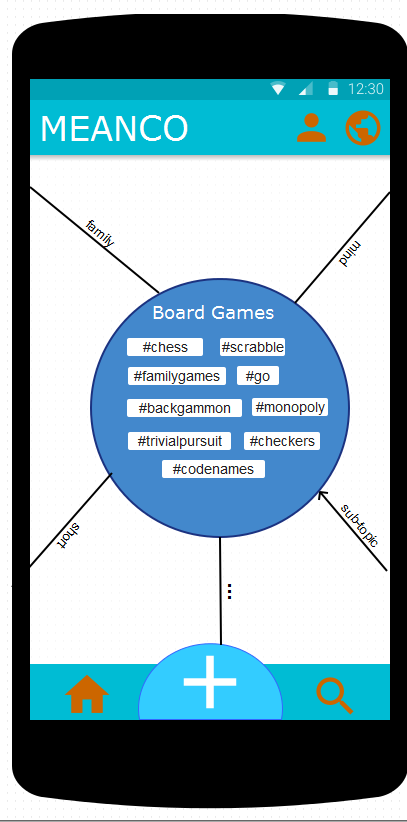 12:30
MEANCO
family
mind
Board Games
#chess #scrabble
#familygames #go
#backgammon #monopoly
#trivialpursuit #checkers
#codenames
short
sub-topic
...